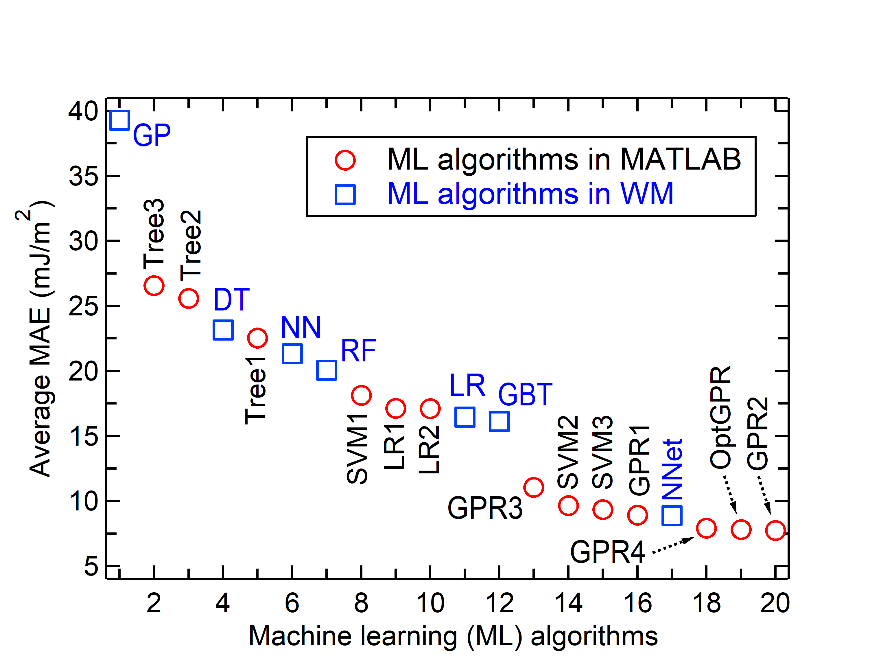 40
35
30
25
20
15
10
5
Average MAE (mJ/m²)
ML algorithms in MATLAB
ML algorithms in WM
GP
Tree3
Tree2
DT
Tree1
NN
RF
SVM1
LR1
LR2
LR
GBT
GPR3
SVM2
SVM3
GPR1
NNet
GPR4
OptGPR
GPR2
2 4 6 8 10 12 14 16 18 20
Machine learning (ML) algorithms